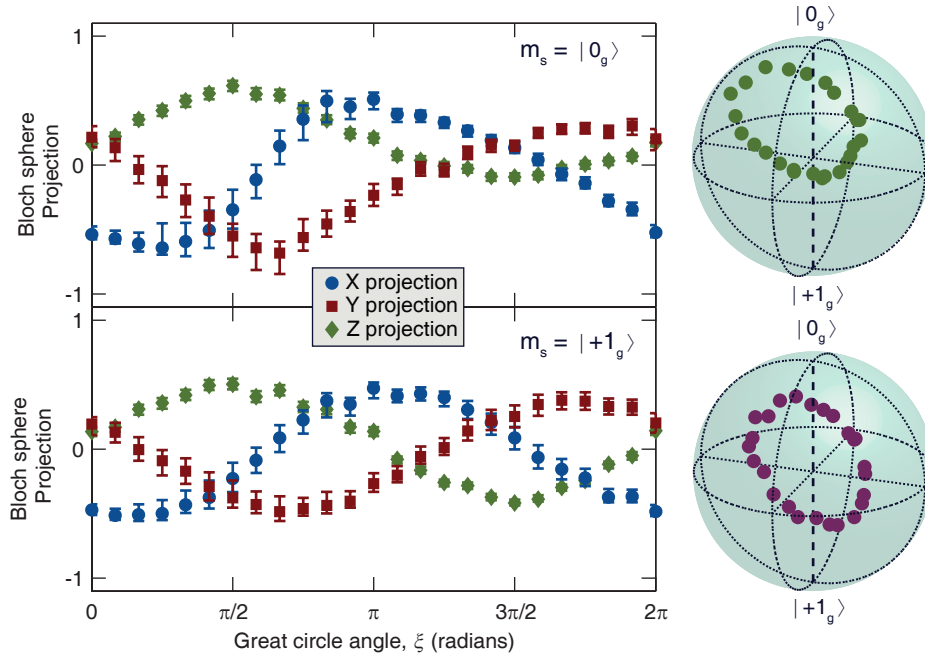 1
0
-1
Bloch sphere
Projection
m_s = | 0_g ⟩
| 0_g ⟩
| +1_g ⟩
X projection
Y projection
Z projection
1
0
-1
Bloch sphere
Projection
m_s = | +1_g ⟩
| 0_g ⟩
| +1_g ⟩
0 π/2 π 3π/2 2π
Great circle angle, ξ (radians)